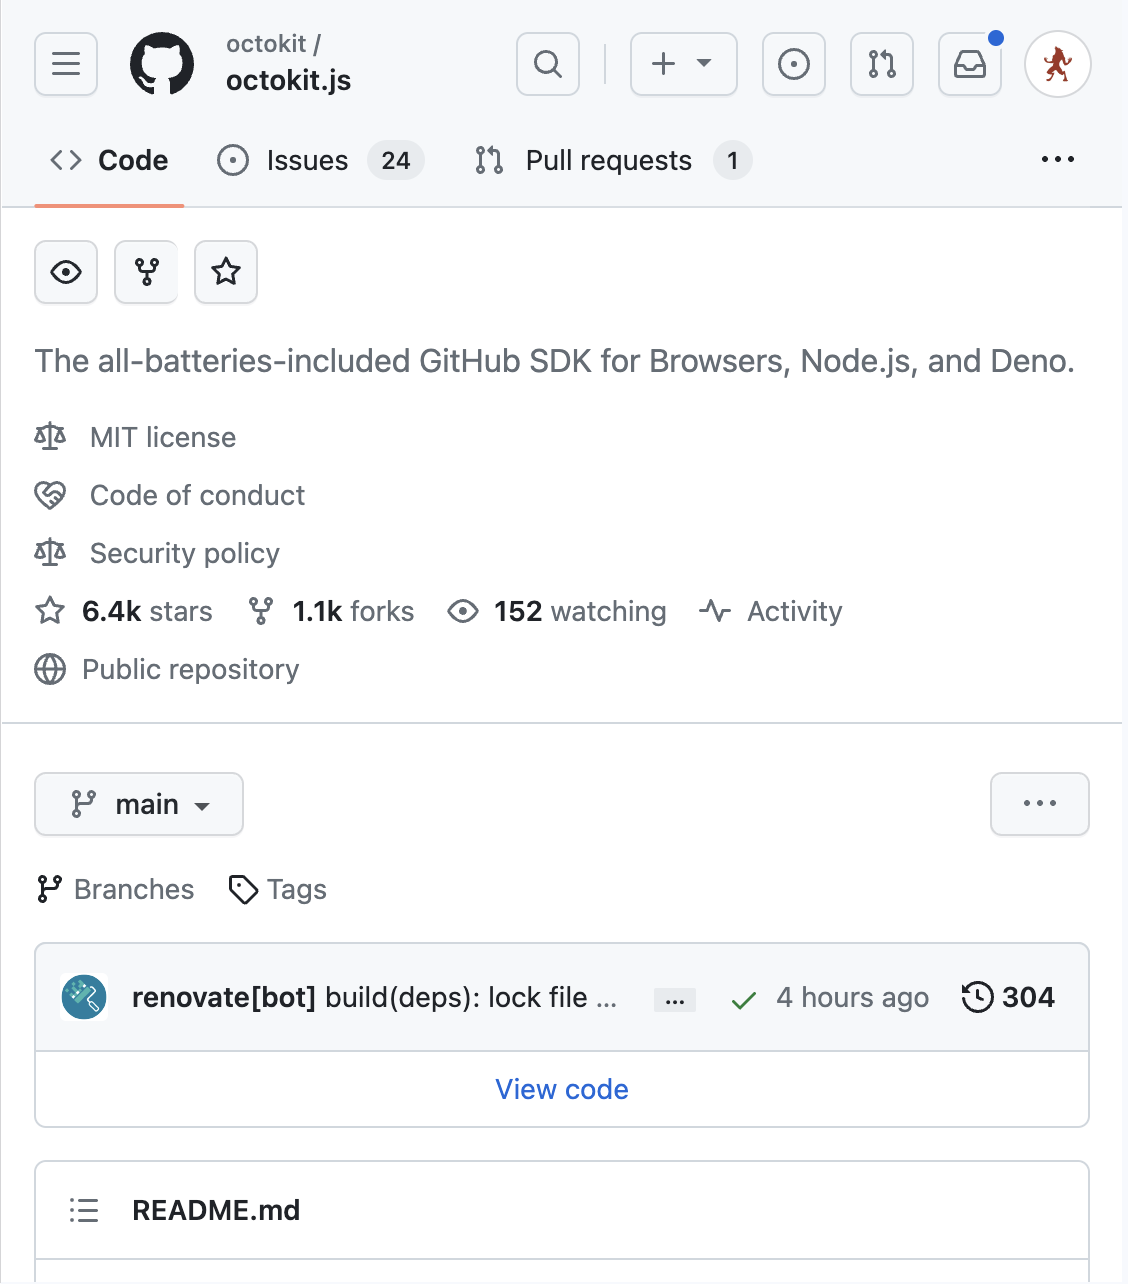 octokit /
octokit.js
Code Issues 24 Pull requests 1 ...
The all-batteries-included GitHub SDK for Browsers, Node.js, and Deno.
MIT license
Code of conduct
Security policy
6.4k stars 1.1k forks 152 watching Activity
Public repository
main ...
Branches Tags
renovate[bot] build(deps): lock file ... ... 4 hours ago 304
View code
README.md